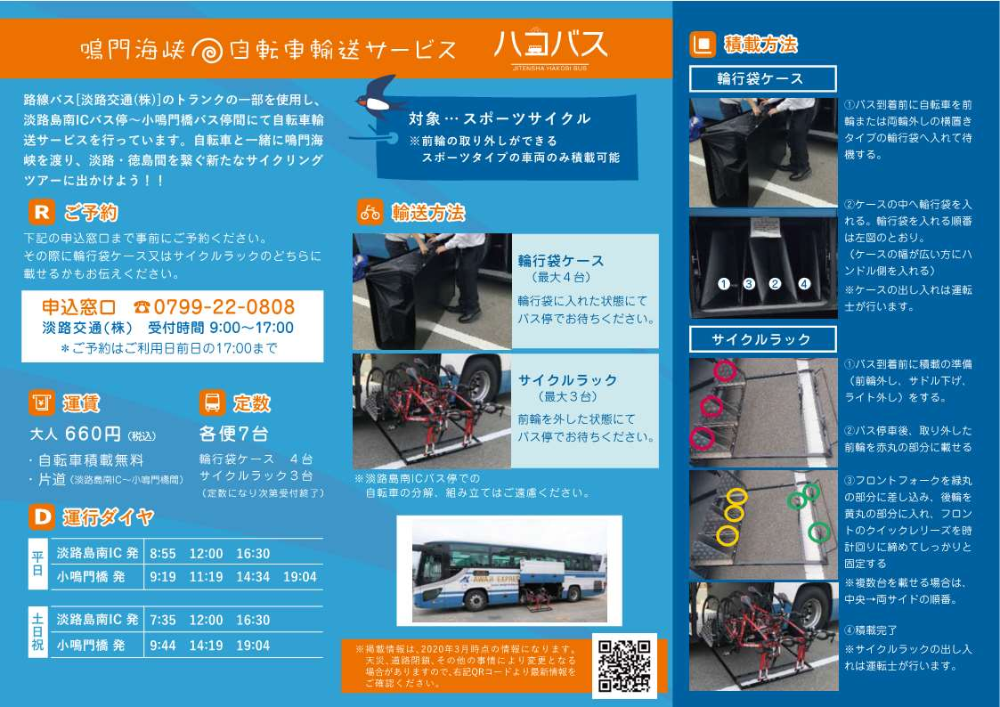 鳴門海峡自転車輸送サービス
ハコバス
JITENSHA HAKOBI BUS
路線バス[淡路交通(株)]のトランクの一部を使用し、
淡路島南ICバス停〜小鳴門橋バス停間にて自転車輸
送サービスを行っています。自転車と一緒に鳴門海
峡を渡り、淡路・徳島間を繋ぐ新たなサイクリング
ツアーに出かけよう！！
対象…スポーツサイクル
※前輪の取り外しができる
スポーツタイプの車両のみ積載可能
R ご予約
下記の申込窓口まで事前にご予約ください。
その際に輪行袋ケース又はサイクルラックのどちらに
載せるかもお伝えください。
申込窓口 ☎0799-22-0808
淡路交通(株) 受付時間 9:00〜17:00
＊ご予約はご利用日前日の17:00まで
運賃
大人 660円(税込)
・自転車積載無料
・片道(淡路島南IC〜小鳴門橋間)
定数
各便7台
輪行袋ケース 4台
サイクルラック3台
(定数になり次第受付終了)
D 運行ダイヤ
平日
淡路島南IC 発 8:55 12:00 16:30
小鳴門橋 発 9:19 11:19 14:34 19:04
土日祝
淡路島南IC 発 7:35 12:00 16:30
小鳴門橋 発 9:44 14:19 19:04
輸送方法
輪行袋ケース
(最大4台)
輪行袋に入れた状態にて
バス停でお待ちください。
サイクルラック
(最大3台)
前輪を外した状態にて
バス停でお待ちください。
※淡路島南ICバス停での
自転車の分解、組み立てはご遠慮ください。
AWAJI EXPRESS
※掲載情報は、2020年3月時点の情報になります。
天災、道路閉鎖、その他の事情により変更となる
場合がありますので、右記QRコードより最新情報を
ご確認ください。
積載方法
輪行袋ケース
①バス到着前に自転車を前
輪または両輪外しの横置き
タイプの輪行袋へ入れて待
機する。
②ケースの中へ輪行袋を入
れる。輪行袋を入れる順番
は左図のとおり。
（ケースの幅が広い方にハ
ンドル側を入れる）
※ケースの出し入れは運転
士が行います。
① ③ ② ④
サイクルラック
①バス到着前に積載の準備
（前輪外し、サドル下げ、
ライト外し）をする。
②バス停車後、取り外した
前輪を赤丸の部分に載せる
③フロントフォークを緑丸
の部分に差し込み、後輪を
黄丸の部分に入れ、フロン
トのクイックレリーズを時
計回りに締めてしっかりと
固定する
※複数台を載せる場合は、
中央→両サイドの順番。
④積載完了
※サイクルラックの出し入
れは運転士が行います。